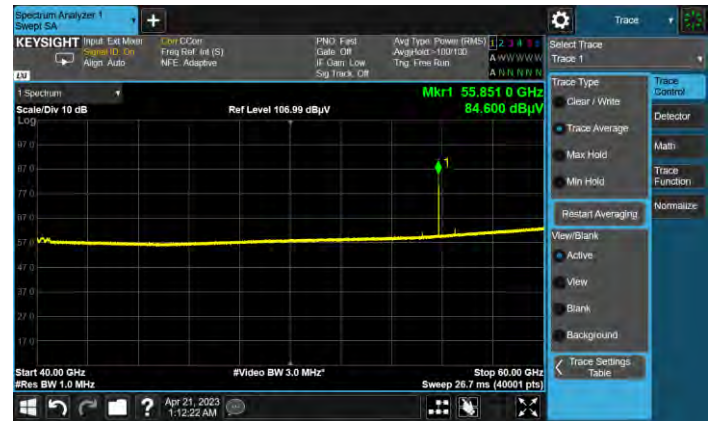 Spectrum Analyzer 1
Swept SA
Trace
KEYSIGHT
Input: Ext Mixer
Signal ID: On
Align: Auto
Corr CCorr
Freq Ref: Int (S)
NFE: Adaptive
PNO: Fast
Gate: Off
IF Gain: Low
Sig Track: Off
Avg Type: Power (RMS)
Avg|Hold:>100/100
Trig: Free Run
1 2 3 4 5 6
A W W W W W
A N N N N N
LXI
Select Trace
Trace 1
1 Spectrum
Scale/Div 10 dB
Log
Ref Level 106.99 dBµV
Mkr1 55.851 0 GHz
84.600 dBµV
97.0
87.0
77.0
67.0
57.0
47.0
37.0
27.0
17.0
1
Start 40.00 GHz
#Res BW 1.0 MHz
#Video BW 3.0 MHz*
Stop 60.00 GHz
Sweep 26.7 ms (40001 pts)
Trace Type
Clear / Write
Trace Average
Max Hold
Min Hold
Restart Averaging
View/Blank
Active
View
Blank
Background
Trace Settings
Table
Trace
Control
Detector
Math
Trace
Function
Normalize
?
Apr 21, 2023
1:12:22 AM